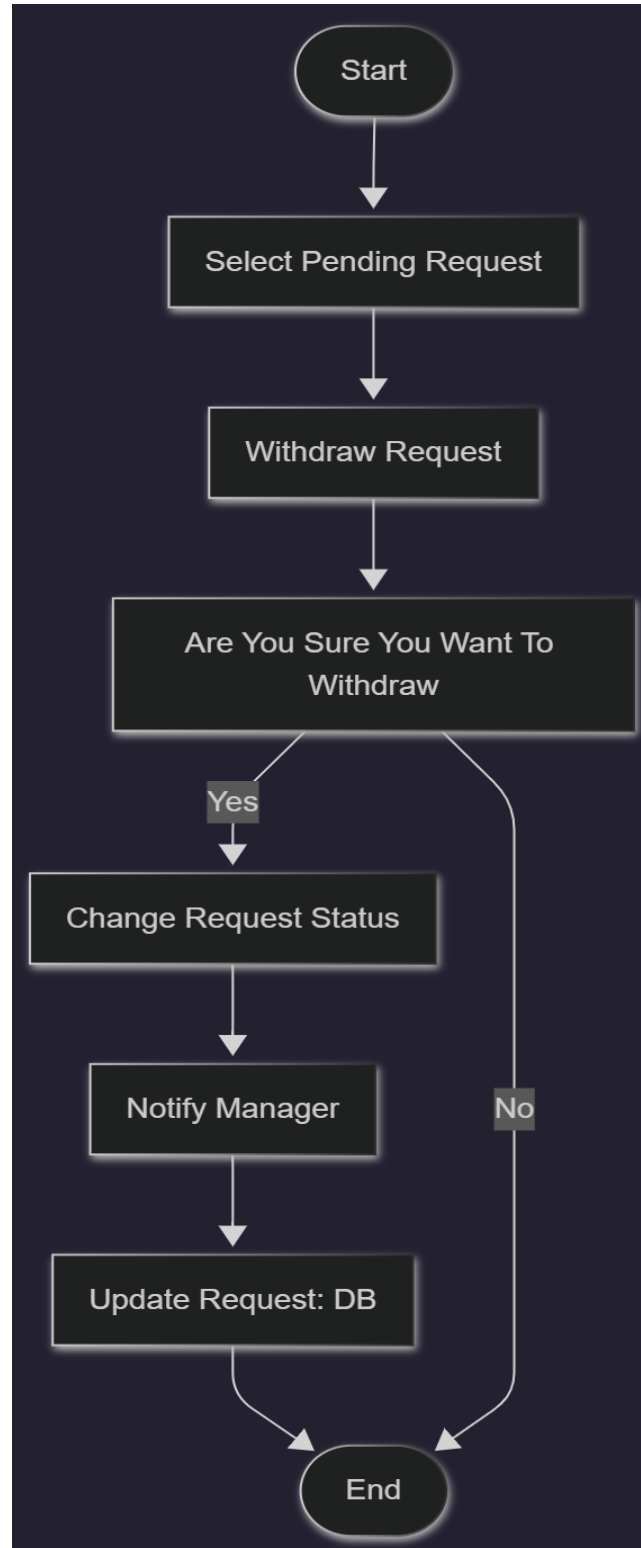 Start
Select Pending Request
Withdraw Request
Are You Sure You Want To
Withdraw
Yes
Change Request Status
Notify Manager
No
Update Request: DB
End